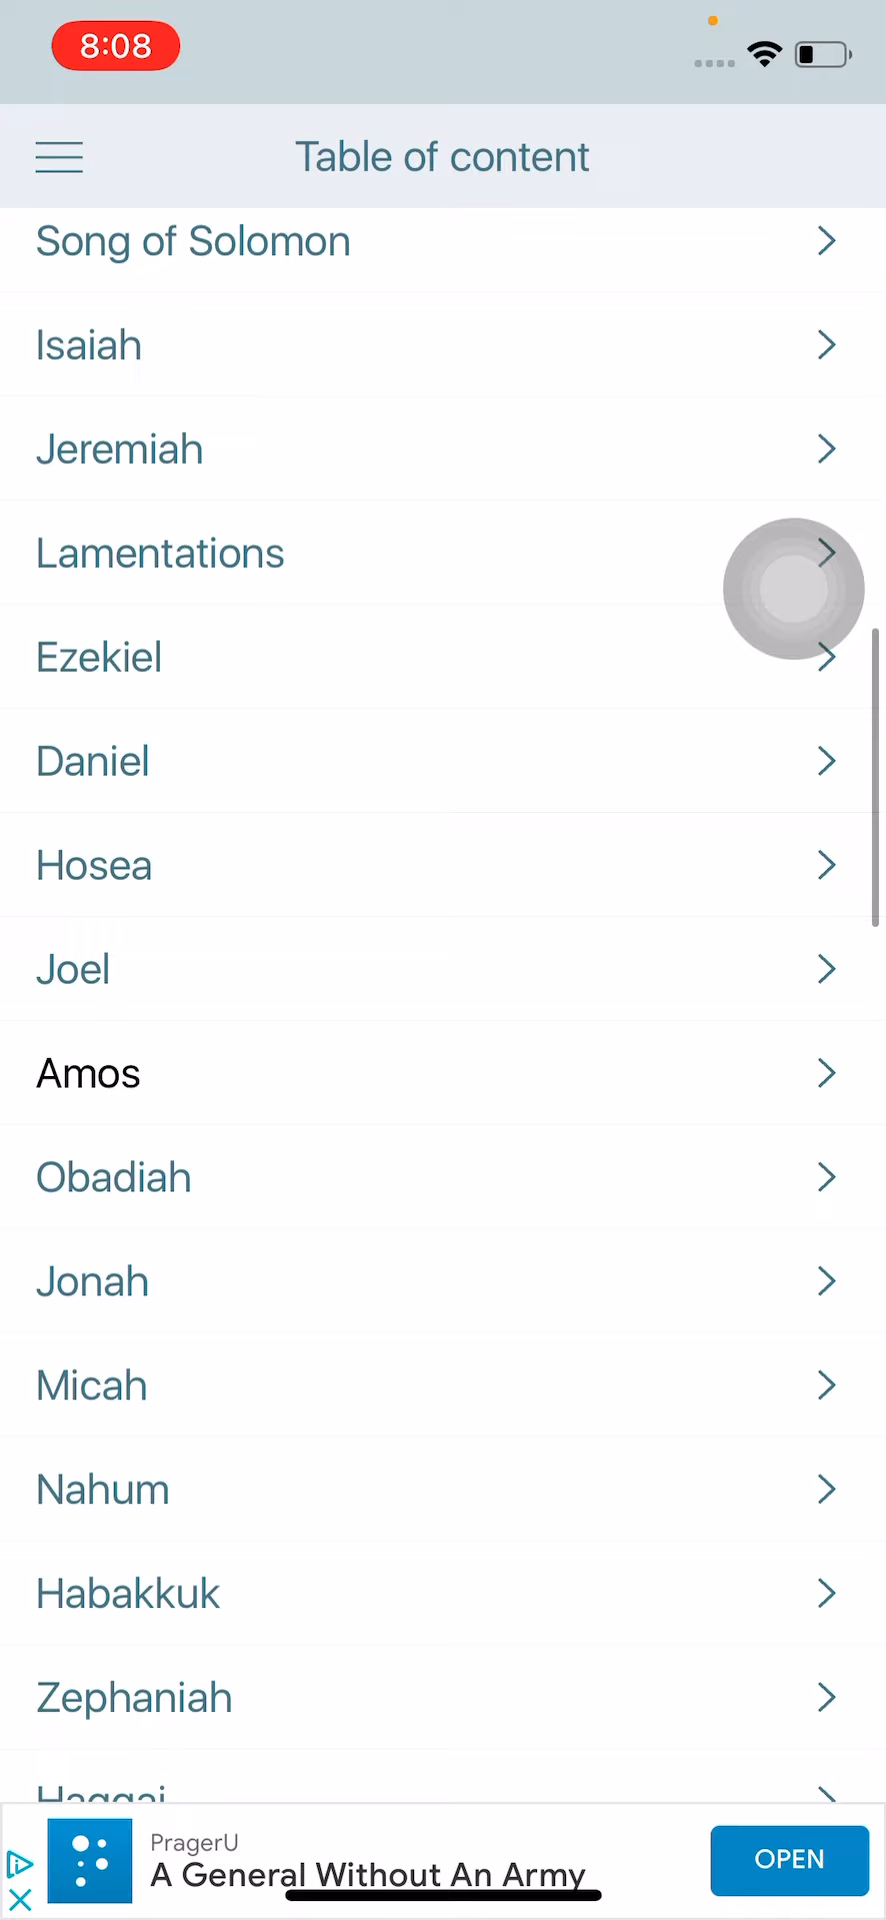 8:08
Table of content
Song of Solomon
Isaiah
Jeremiah
Lamentations
Ezekiel
Daniel
Hosea
Joel
Amos
Obadiah
Jonah
Micah
Nahum
Habakkuk
Zephaniah
Haggai
PragerU
A General Without An Army
OPEN